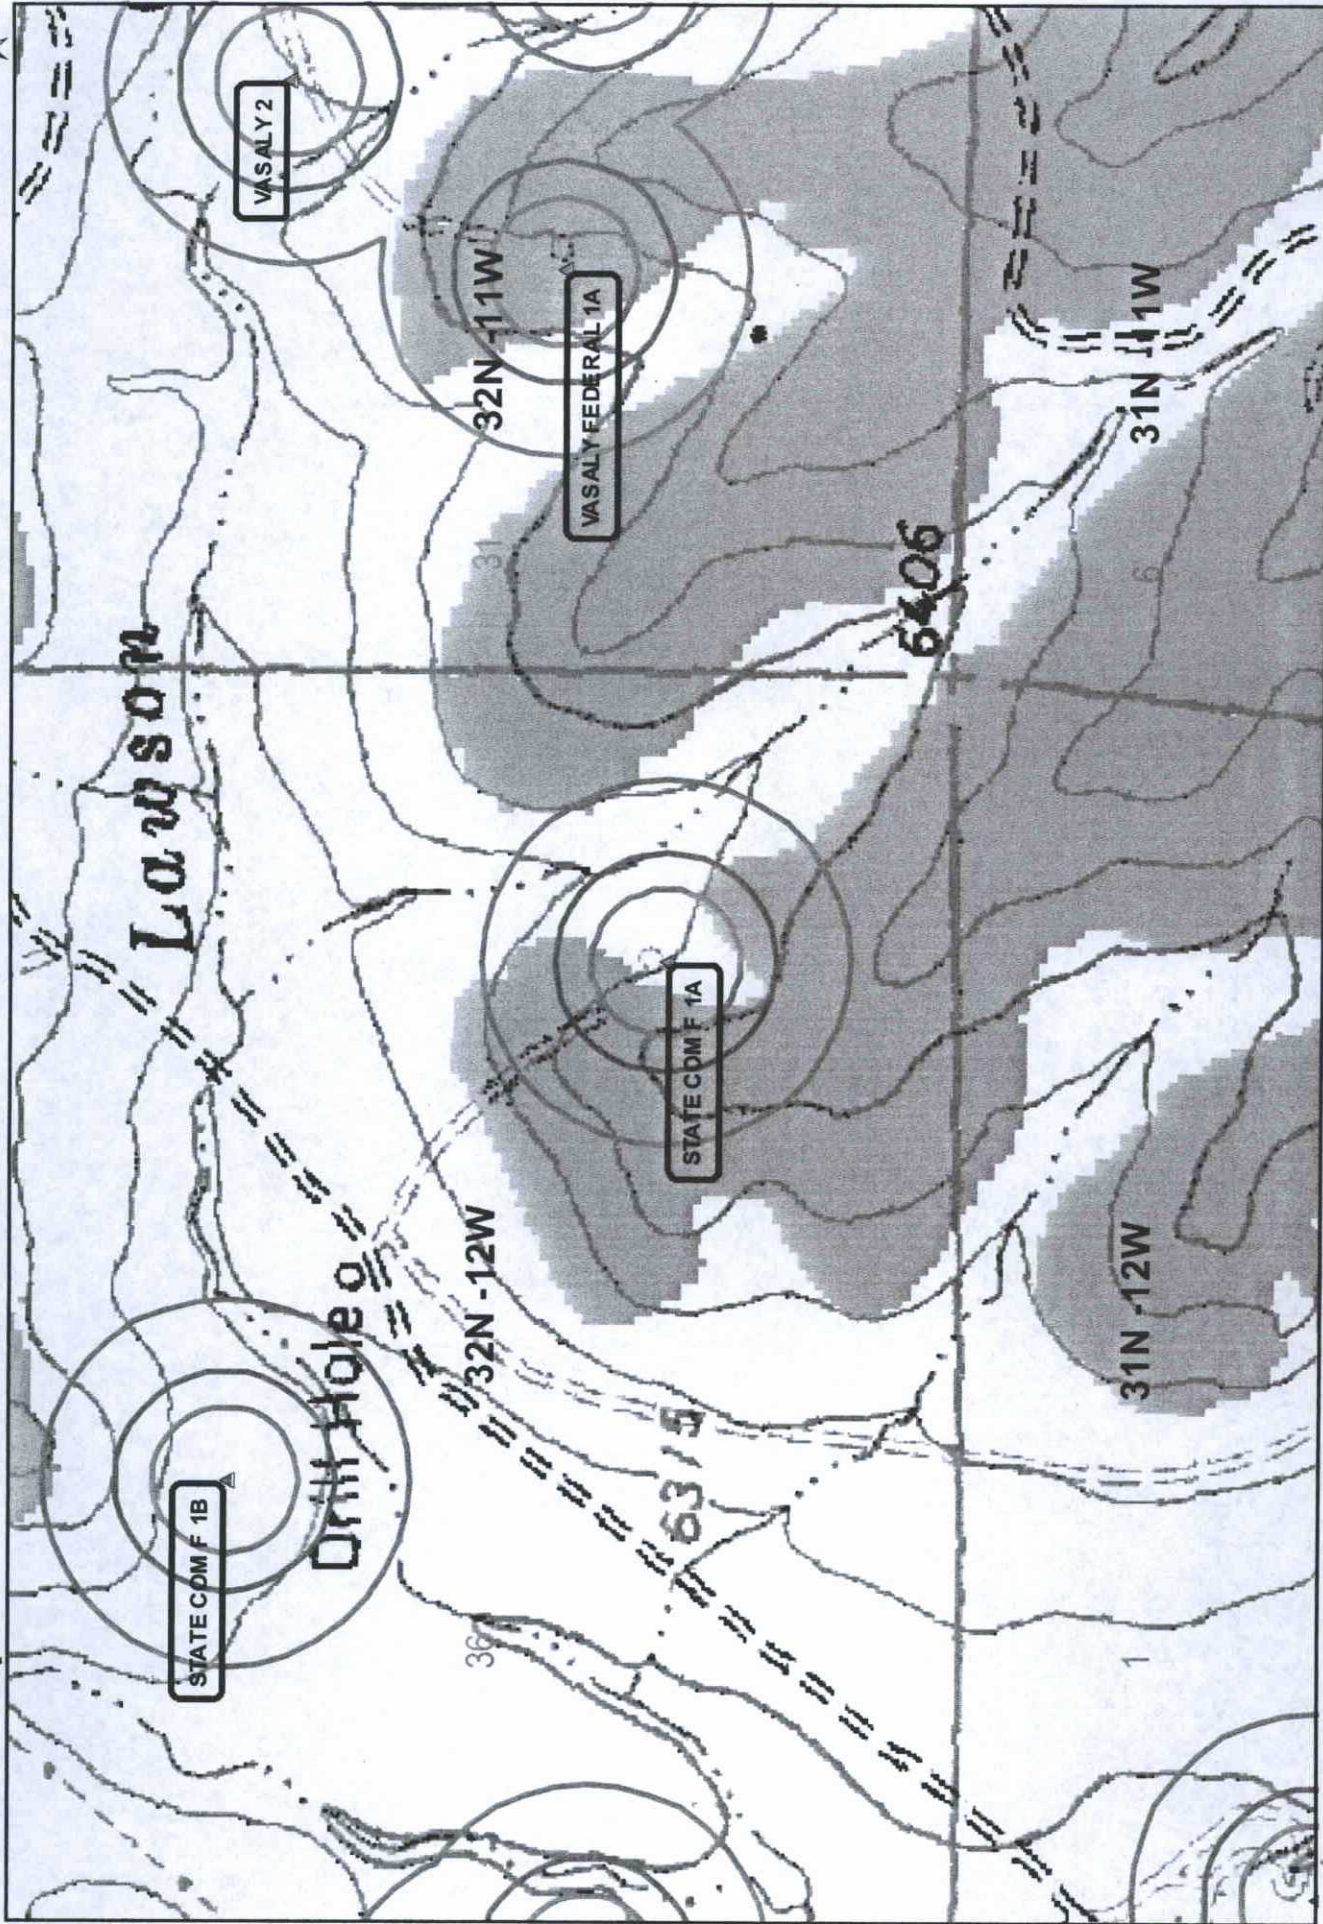 Lawson
STATE COM F 1B
VASALY 2
Drill Hole
36
32N -12W
31
32N -11W
VASALY FEDERAL 1A
6315
STATE COM F 1A
6406
1
31N -12W
6
31N -11W